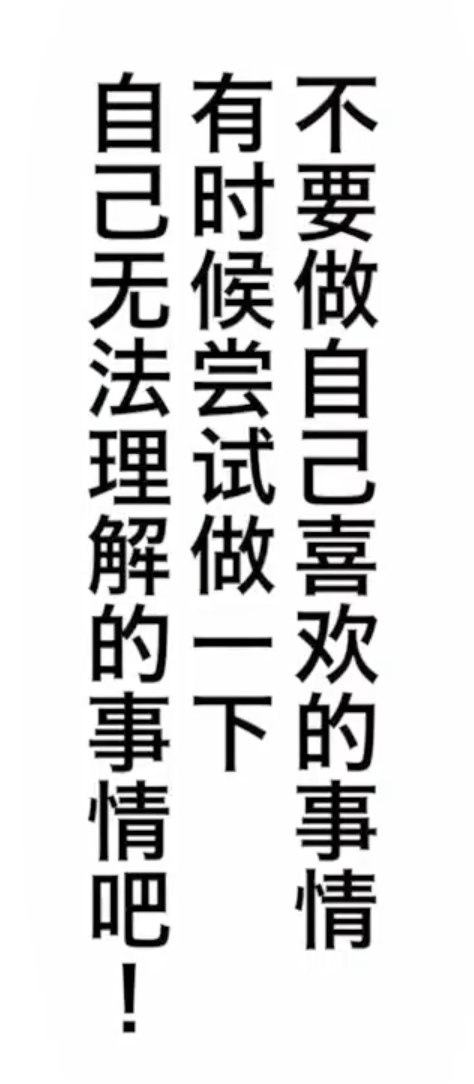 不要做自己喜欢的事情
有时候尝试做一下
自己无法理解的事情吧！